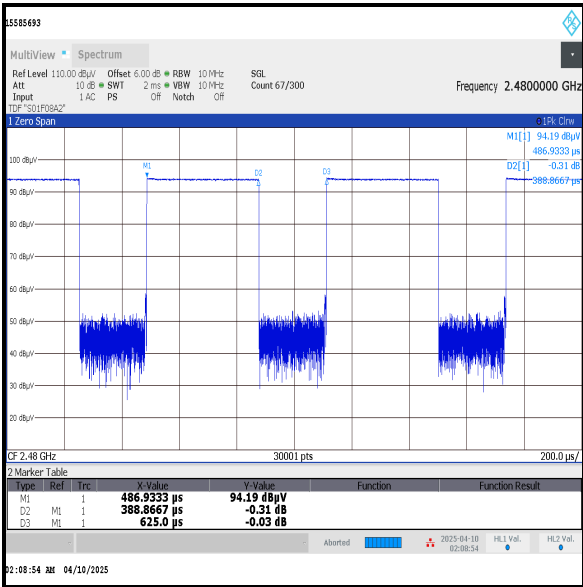 15585693
MultiView Spectrum
Ref Level 110.00 dBµV Offset 6.00 dB RBW 10 MHz SGL
Att 10 dB SWT 2 ms VBW 10 MHz Count 67/300
Frequency 2.4800000 GHz
Input 1 AC PS Off Notch Off
TDF "S01F08A2"
1 Zero Span 1Pk Clrw
M1[1] 94.19 dBµV
486.9333 µs
D2[1] -0.31 dB
388.8667 µs
M1
D2
D3
100 dBµV
90 dBµV
80 dBµV
70 dBµV
60 dBµV
50 dBµV
40 dBµV
30 dBµV
20 dBµV
CF 2.48 GHz 30001 pts 200.0 µs/
2 Marker Table
Type Ref Trc X-Value Y-Value Function Function Result
M1 1 486.9333 µs 94.19 dBµV
D2 M1 1 388.8667 µs -0.31 dB
D3 M1 1 625.0 µs -0.03 dB
Aborted 2025-04-10 HL1 Val. HL2 Val.
02:08:54
02:08:54 AM 04/10/2025